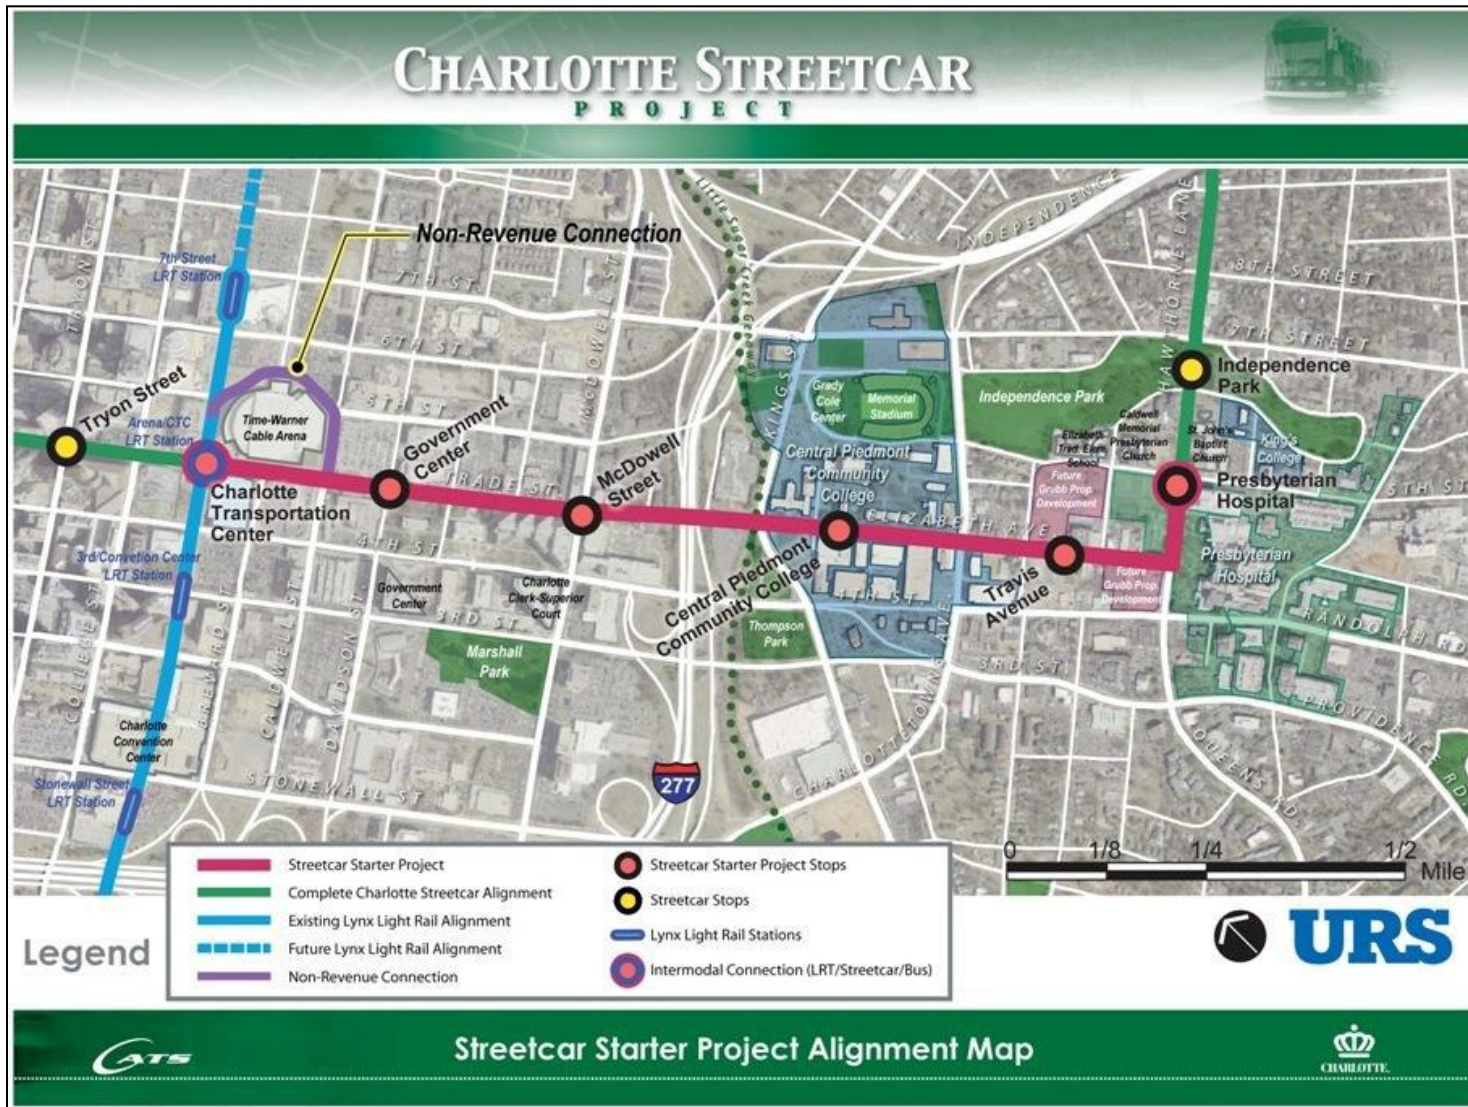 CHARLOTTE STREETCAR
PROJECT
Non-Revenue Connection
7th Street
LRT Station
TRYON ST
7TH ST
6TH ST
5TH ST
MCDOWELL ST
Little Sugar Creek Greenway
INDEPENDENCE
HAWTHORNE LANE
8TH STREET
7TH STREET
KINGS ST
Tryon Street
Arena/CTC
LRT Station
Time-Warner
Cable Arena
Government
Center
McDowell
Street
TRADE ST
Charlotte
Transportation
Center
Grady
Cole
Center
Memorial
Stadium
Independence Park
Independence
Park
Elizabeth
Trad. Elem.
School
Caldwell
Memorial
Presbyterian
Church
St. John's
Baptist
Church
King's
College
Central Piedmont
Community
College
Future
Grubb Prop.
Development
Presbyterian
Hospital
5TH ST
ELIZABETH AVE
3rd/Convetion Center
LRT Station
4TH ST
Government
Center
Charlotte
Clerk-Superior
Court
3RD ST
Marshall
Park
Central Piedmont
Community College
4TH ST.
Thompson
Park
Travis
Avenue
Future
Grubb Prop.
Development
Presbyterian
Hospital
RANDOLPH RD
3RD ST
PROVIDENCE RD.
QUEENS RD
CHARLOTTETOWNE AVE
COLLEGE ST
BREVARD ST
CALDWELL ST
DAVIDSON ST
Charlotte
Convention
Center
Stonewall Street
LRT Station
STONEWALL ST.
277
0 1/8 1/4 1/2
Mile
Legend
Streetcar Starter Project
Complete Charlotte Streetcar Alignment
Existing Lynx Light Rail Alignment
Future Lynx Light Rail Alignment
Non-Revenue Connection
Streetcar Starter Project Stops
Streetcar Stops
Lynx Light Rail Stations
Intermodal Connection (LRT/Streetcar/Bus)
URS
CATS
Streetcar Starter Project Alignment Map
CHARLOTTE.